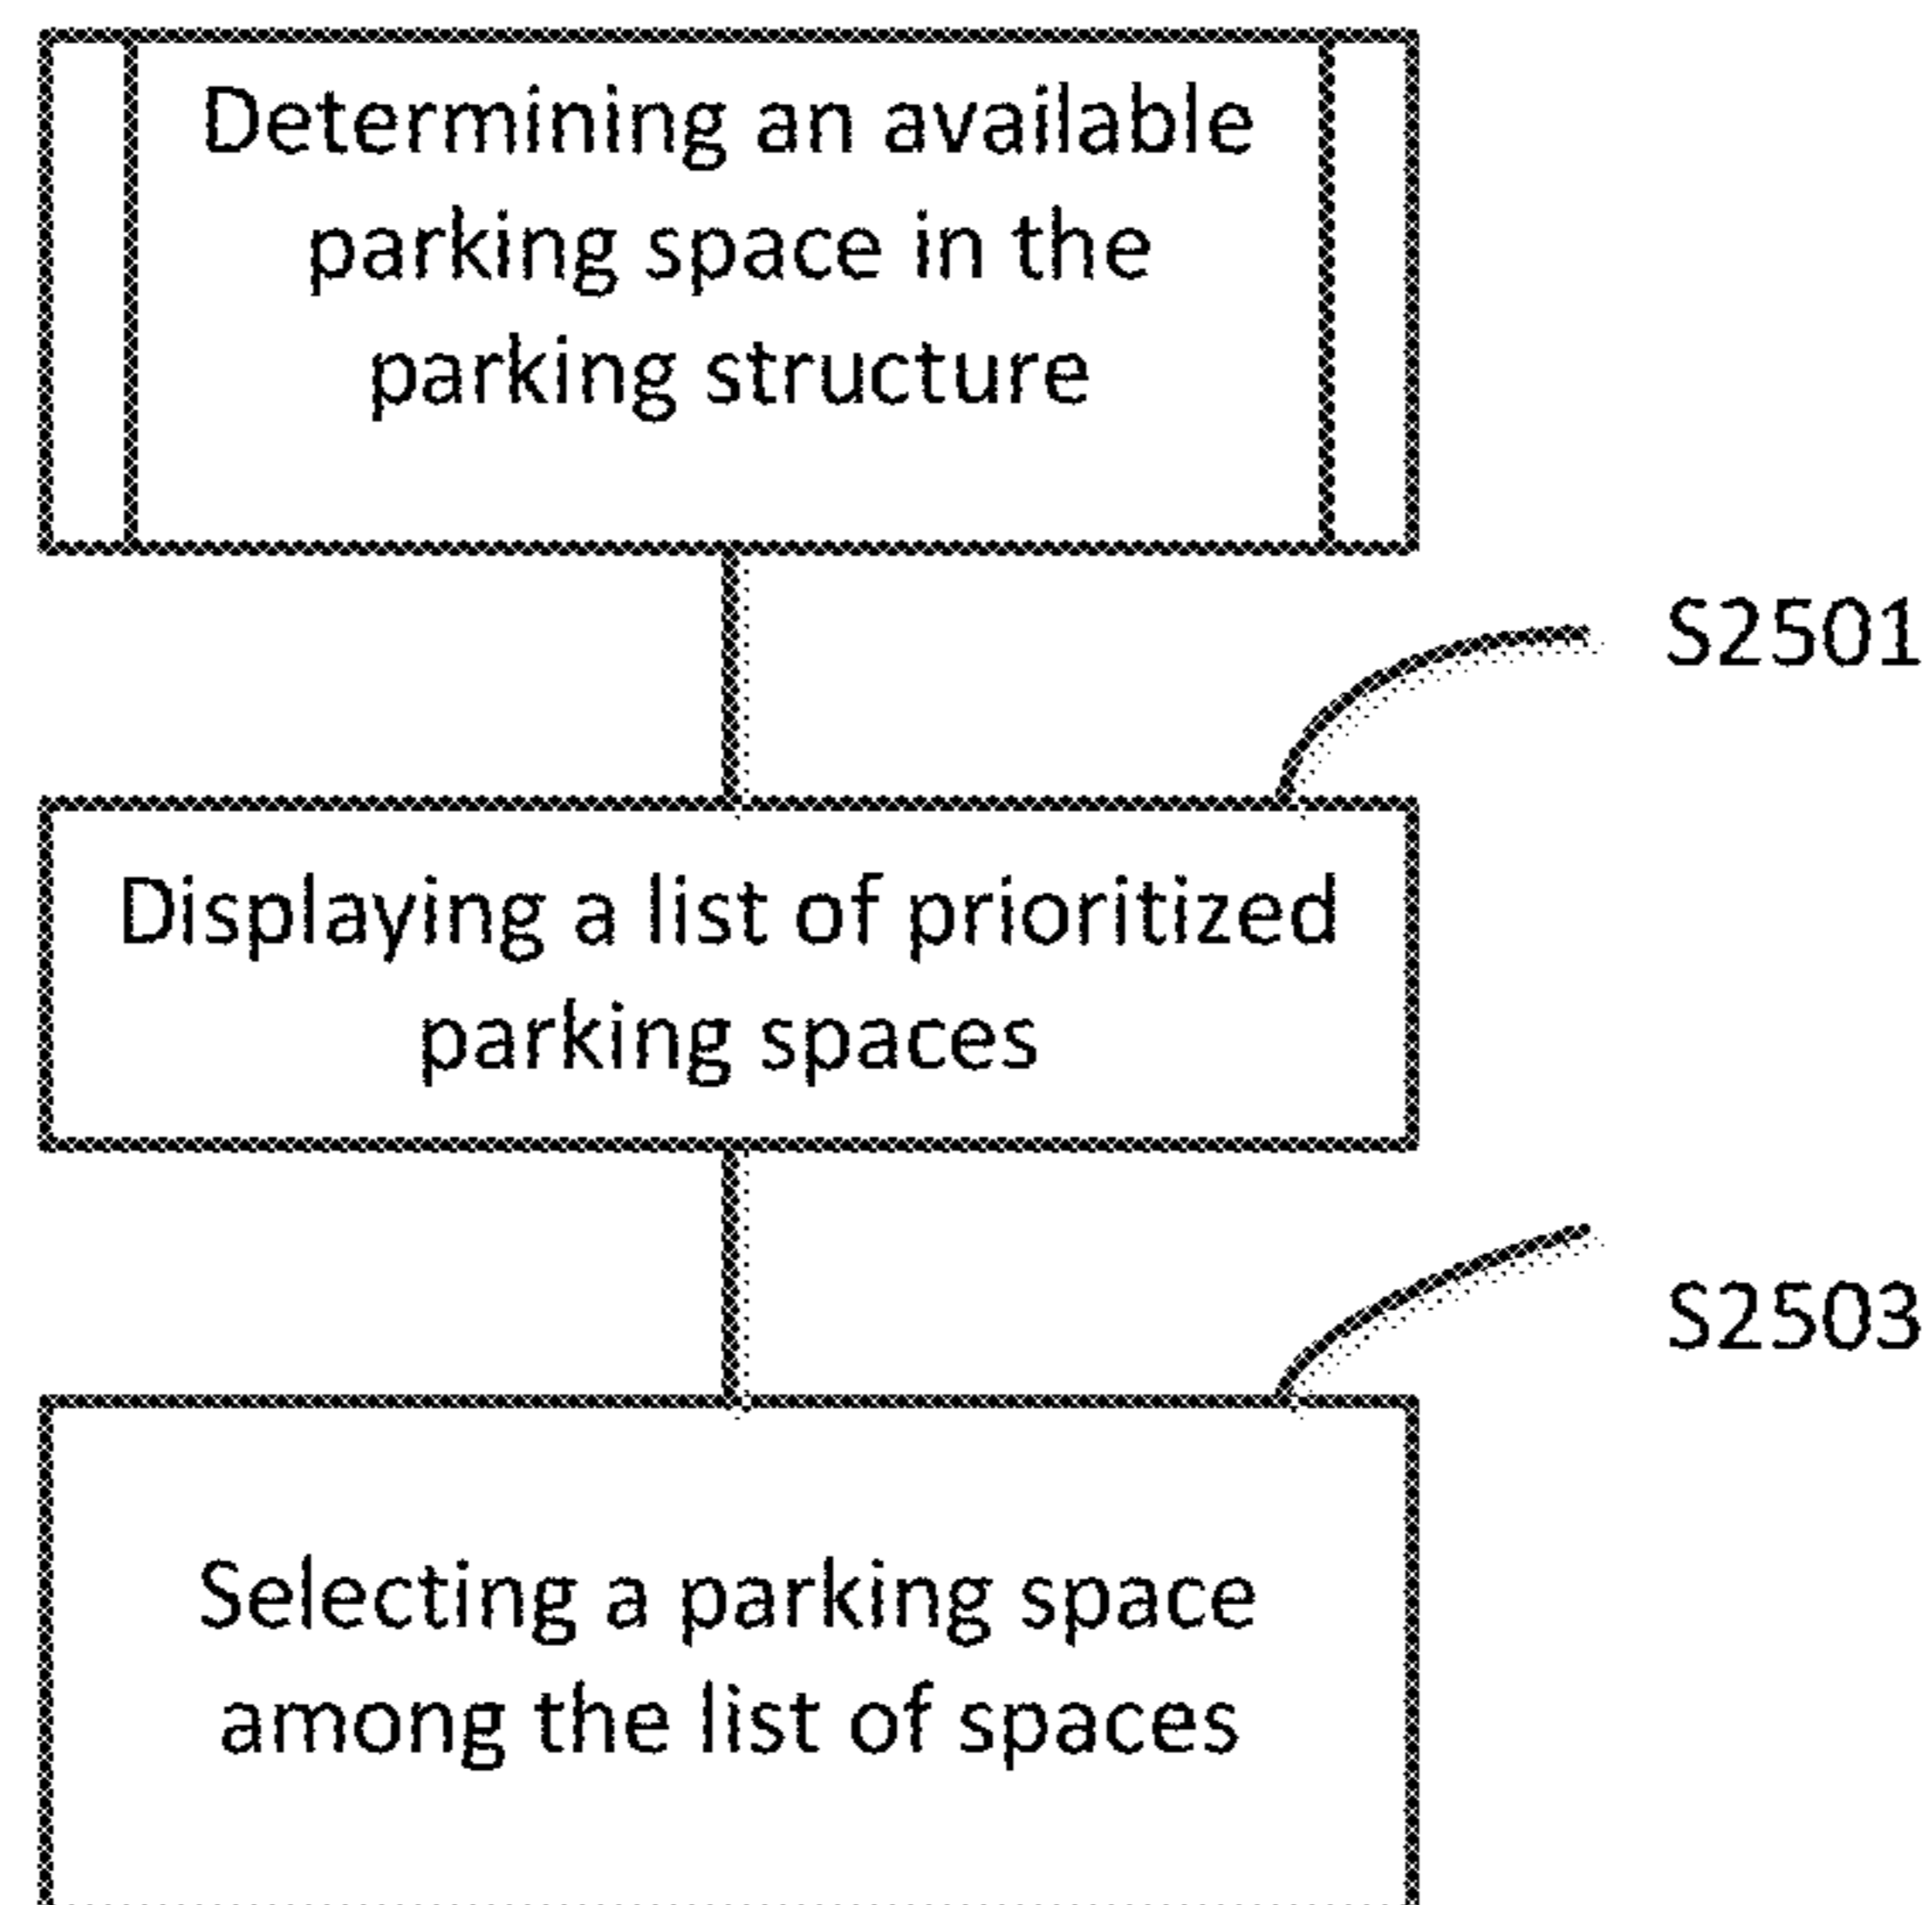 Determining an available
parking space in the
parking structure
S2501
Displaying a list of prioritized
parking spaces
S2503
Selecting a parking space
among the list of spaces